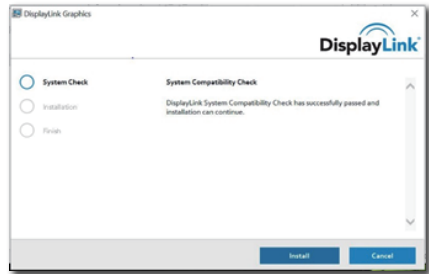 DisplayLink Graphics
DisplayLink
System Check
Installation
Finish
System Compatibility Check
DisplayLink System Compatibility Check has successfully passed and
installation can continue.
Install
Cancel